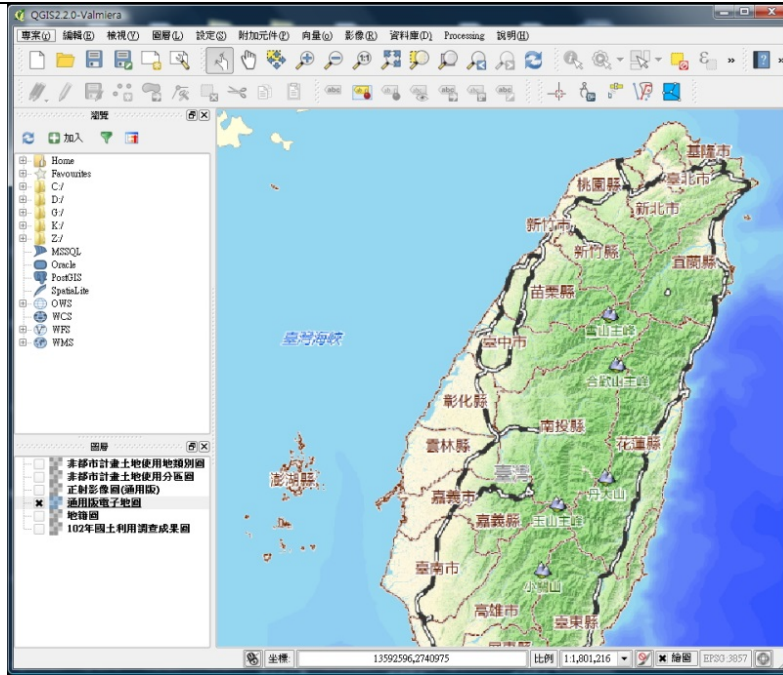 QGIS2.2.0-Valmiera
專案(j) 編輯(E) 檢視(V) 圖層(L) 設定(S) 附加元件(P) 向量(o) 影像(R) 資料庫(D) Processing 說明(H)
瀏覽
加入
Home
Favourites
C:/
D:/
G:/
K:/
Z:/
MSSQL
Oracle
PostGIS
SpatiaLite
OWS
WCS
WFS
WMS
圖層
非都市計畫土地使用地類別圖
非都市計畫土地使用分區圖
正射影像圖(通用版)
通用版電子地圖
地籍圖
102年國土利用調查成果圖
基隆市
桃園縣
臺北市
新北市
新竹市
新竹縣
宜蘭縣
苗栗縣
雪山主峰
臺灣海峽
臺中市
合歡山主峰
彰化縣
南投縣
雲林縣
花蓮縣
臺灣
澎湖縣
嘉義市
丹大山
嘉義縣
玉山主峰
臺南市
小關山
高雄市
臺東縣
屏東縣
坐標:
13592596,2740975
比例
1:1,801,216
繪圖
EPSG:3857